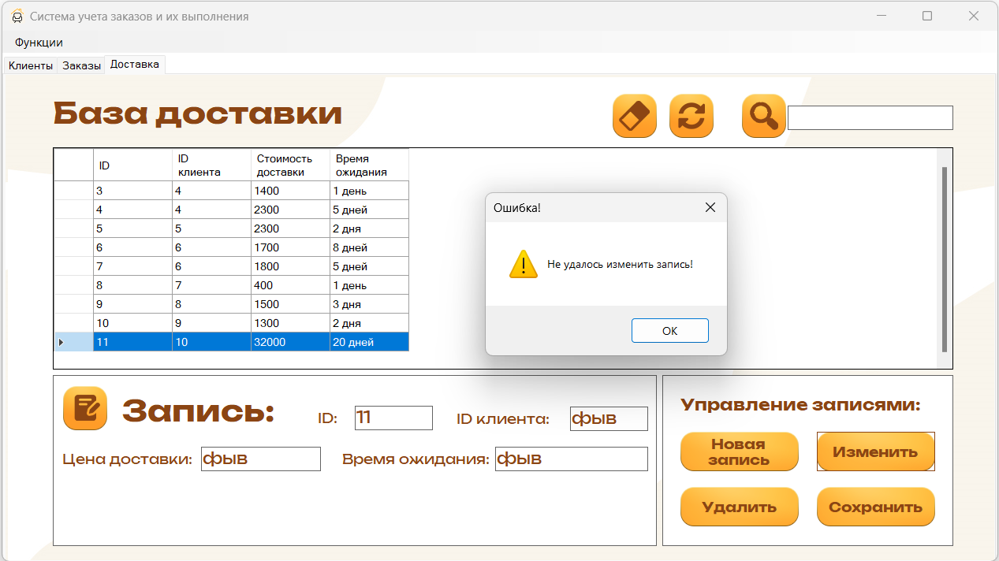 Система учета заказов и их выполнения
Функции
Клиенты Заказы Доставка
База доставки
ID ID клиента Стоимость доставки Время ожидания
3 4 1400 1 день
4 4 2300 5 дней
5 5 2300 2 дня
6 6 1700 8 дней
7 6 1800 5 дней
8 7 400 1 день
9 8 1500 3 дня
10 9 1300 2 дня
11 10 32000 20 дней
Ошибка!
Не удалось изменить запись!
ОК
Запись:
ID: 11 ID клиента: фыв
Цена доставки: фыв Время ожидания: фыв
Управление записями:
Новая
запись
Изменить
Удалить
Сохранить